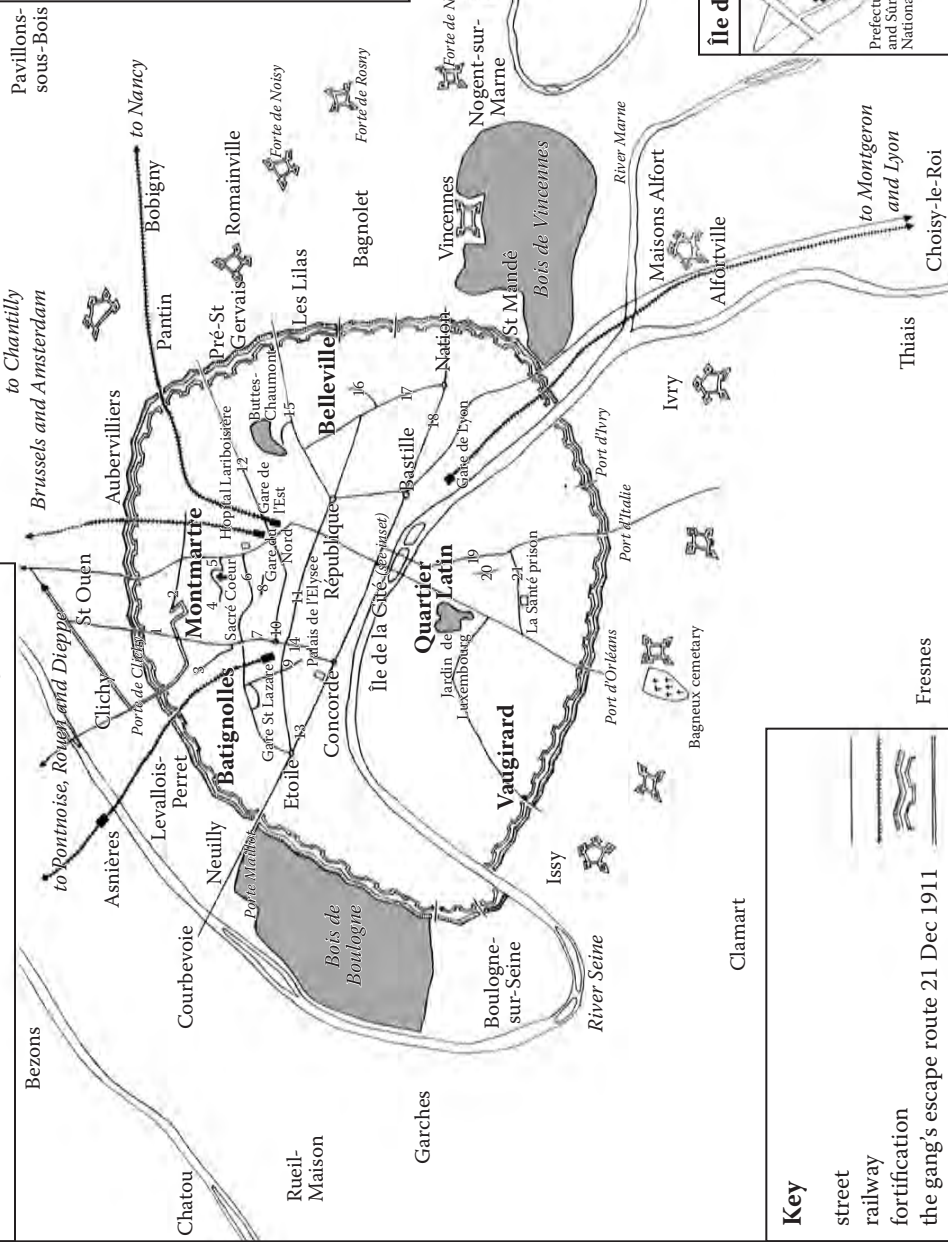 to Chantilly
Brussels and Amsterdam
Pavillons-
sous-Bois
to Nancy
Bobigny
Aubervilliers
Pantin
Romainville
Forte de Noisy
Forte de Rosny
Forte de N
Nogent-sur-
Marne
Bezons
to Pontnoise, Rouen and Dieppe
St Ouen
Clichy
Porte de Clichy
Asnières
Levallois-
Perret
Neuilly
Porte Maillot
Courbevoie
Chatou
Rueil-
Maison
Garches
Bois de
Boulogne
Boulogne-
sur-Seine
River Seine
Pré-St
Gervais
Les Lilas
Bagnolet
Vincennes
Bois de Vincennes
St Mandê
Montmartre
Sacré Coeur
Hopital Lariboisière
Gare de
l'Est
Gare du
Nord
Buttes-
Chaumont
Belleville
Batignolles
Gare St Lazare
Palais de l'Elysee
République
Etoile
Concorde
Île de la Cité (see inset)
Bastille
Nation
Gare de Lyon
Quartier
Latin
Jardin de
Luxembourg
La Santé prison
Vaugirard
1
2
3
4
5
6
7
8
9
10
11
12
13
14
15
16
17
18
19
20
21
River Marne
Maisons Alfort
Alfortville
to Montgeron
and Lyon
Choisy-le-Roi
Port d'Ivry
Ivry
Thiais
Port d'Italie
Port d'Orléans
Bagneux cemetary
Issy
Clamart
Fresnes
Île d
Prefectu
and Sûr
National
Key
street
railway
fortification
the gang's escape route 21 Dec 1911